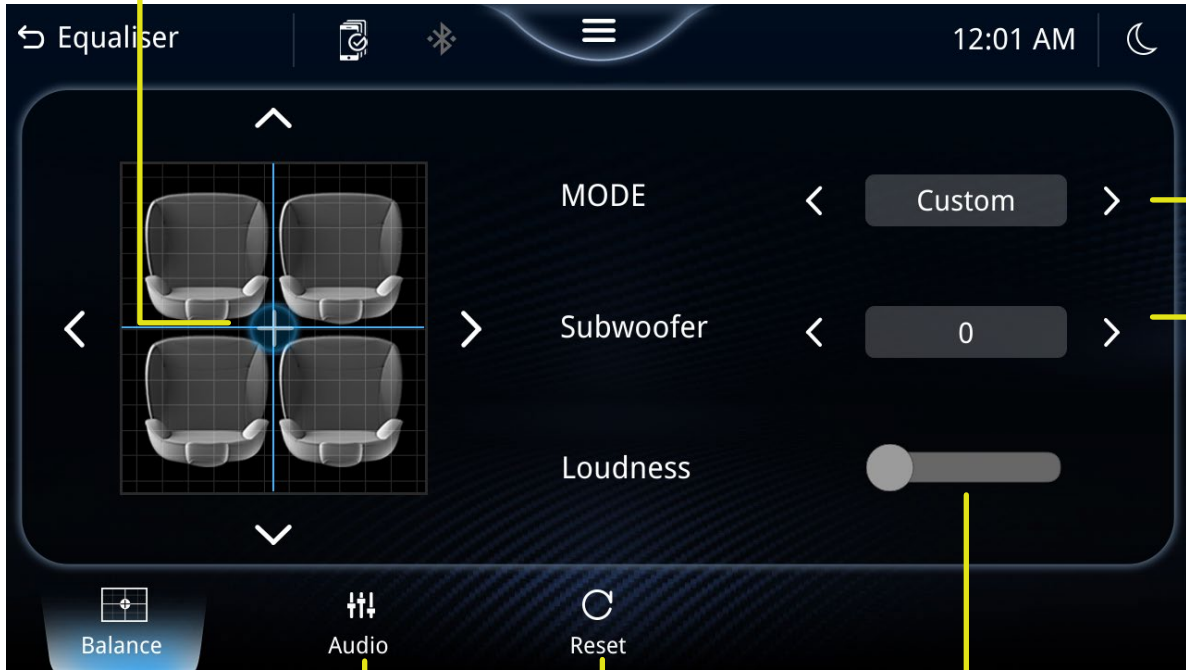 Equaliser
12:01 AM
MODE
Custom
Subwoofer
0
Loudness
Balance
Audio
Reset